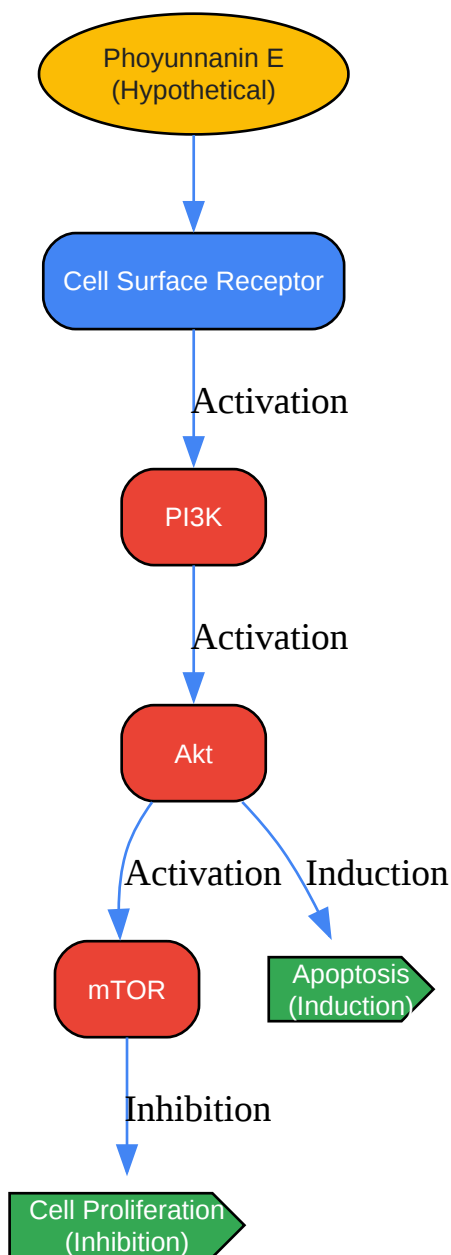 Phoyunnanin E
(Hypothetical)
Cell Surface Receptor
Activation
PI3K
Activation
Akt
Activation
Induction
mTOR
Apoptosis
(Induction)
Inhibition
Cell Proliferation
(Inhibition)